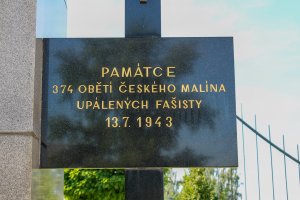 PAMÁTCE
374 OBĚTÍ ČESKÉHO MALÍNA
UPÁLENÝCH FAŠISTY
13.7. 1943